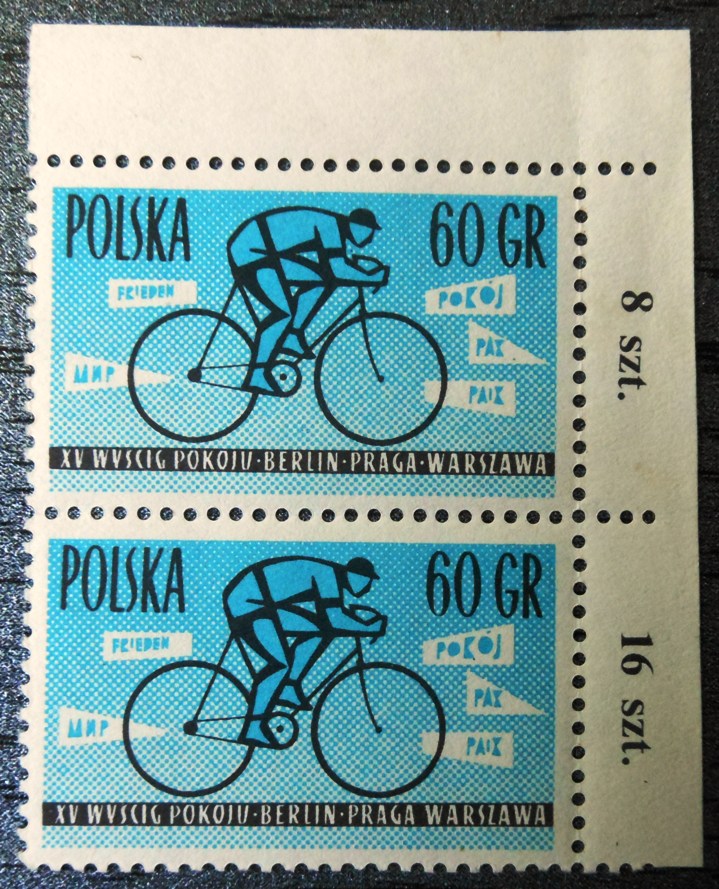 POLSKA 60 GR
FRIEDEN
POKÓJ
PAX
МИР
PAIX
XV WYŚCIG POKOJU·BERLIN·PRAGA·WARSZAWA
8 szt.
POLSKA 60 GR
FRIEDEN
POKÓJ
PAX
МИР
PAIX
XV WYŚCIG POKOJU·BERLIN·PRAGA WARSZAWA
16 szt.